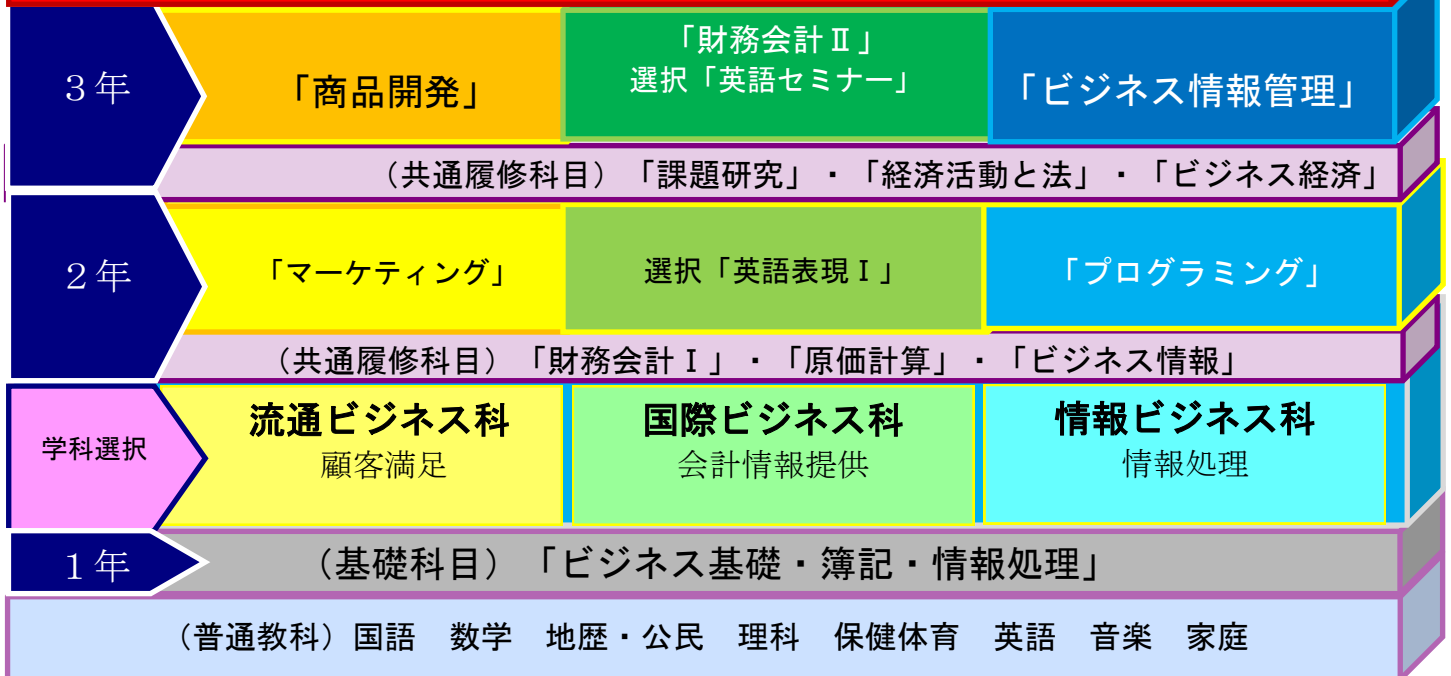 3年
「商品開発」
「財務会計Ⅱ」
選択「英語セミナー」
「ビジネス情報管理」
（共通履修科目）「課題研究」・「経済活動と法」・「ビジネス経済」
2年
「マーケティング」
選択「英語表現Ⅰ」
「プログラミング」
（共通履修科目）「財務会計Ⅰ」・「原価計算」・「ビジネス情報」
学科選択
流通ビジネス科
顧客満足
国際ビジネス科
会計情報提供
情報ビジネス科
情報処理
1年
（基礎科目）「ビジネス基礎・簿記・情報処理」
（普通教科）国語　数学　地歴・公民　理科　保健体育　英語　音楽　家庭